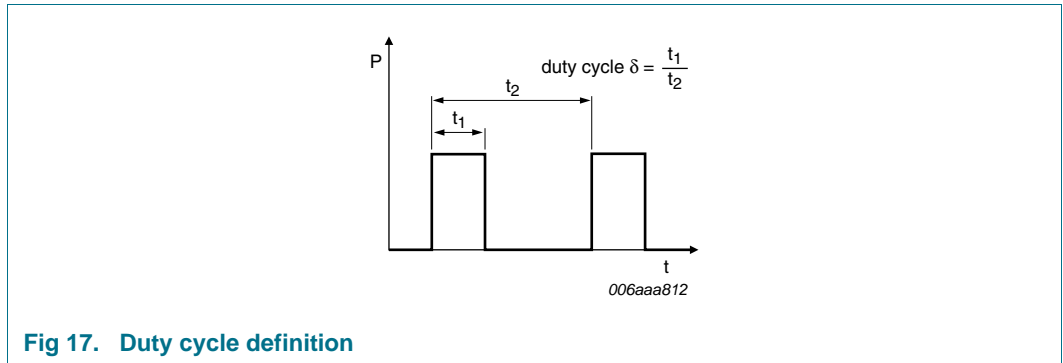 P
duty cycle δ = t1
t2
t2
t1
t
006aaa812
Fig 17. Duty cycle definition